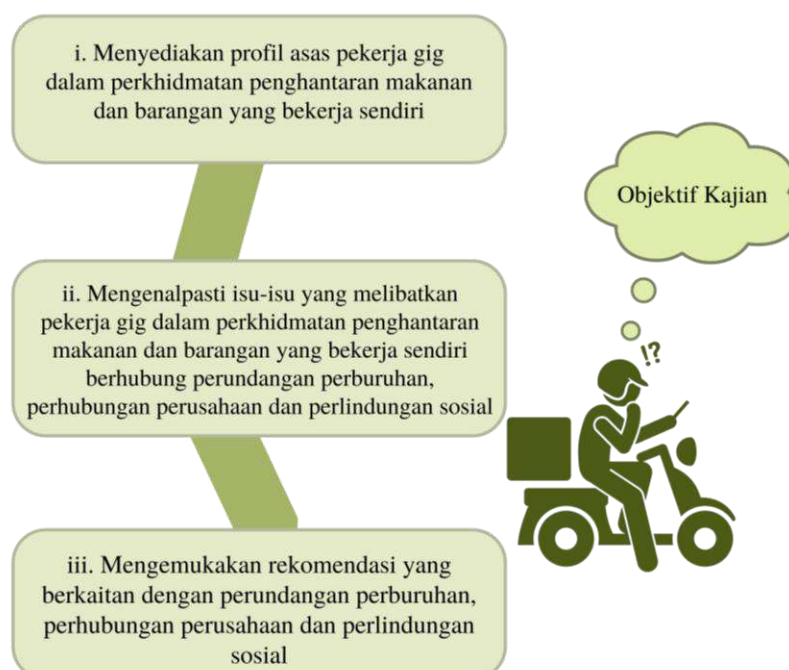 i. Menyediakan profil asas pekerja gig
dalam perkhidmatan penghantaran makanan
dan barangan yang bekerja sendiri
Objektif Kajian
ii. Mengenalpasti isu-isu yang melibatkan
pekerja gig dalam perkhidmatan penghantaran
makanan dan barangan yang bekerja sendiri
berhubung perundangan perburuhan,
perhubungan perusahaan dan perlindungan sosial
!?
iii. Mengemukakan rekomendasi yang
berkaitan dengan perundangan perburuhan,
perhubungan perusahaan dan perlindungan
sosial